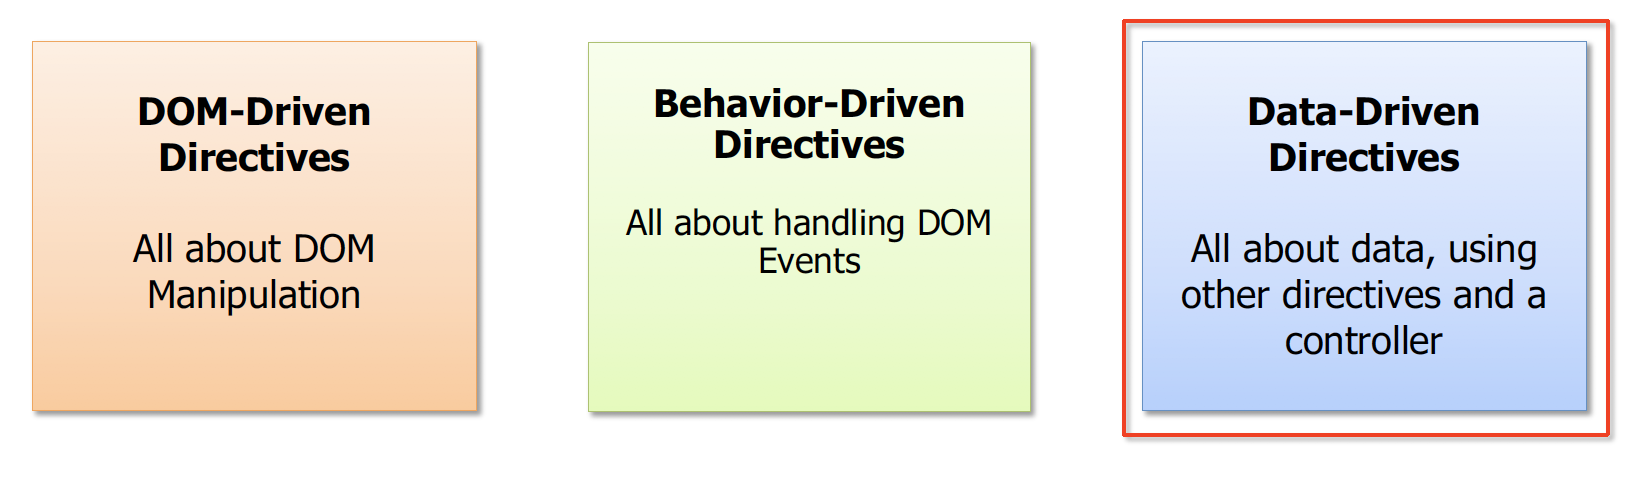 DOM-Driven
Directives
All about DOM
Manipulation
Behavior-Driven
Directives
All about handling DOM
Events
Data-Driven
Directives
All about data, using
other directives and a
controller